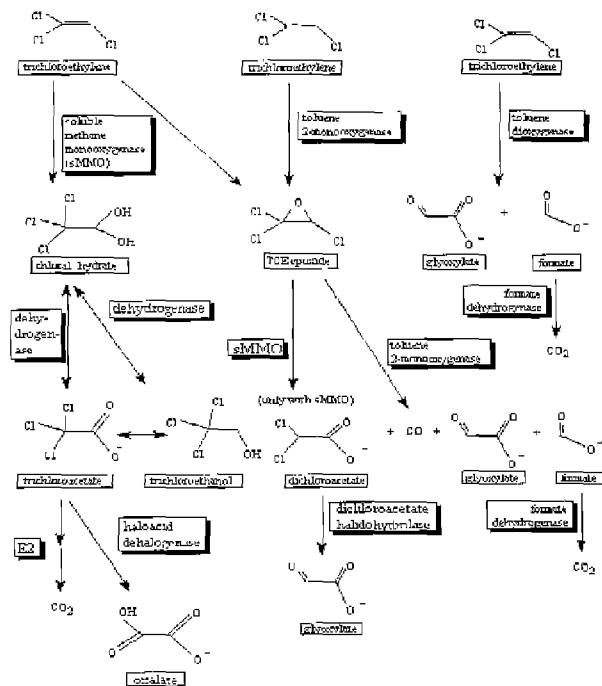 Cl
Cl
Cl
trichloroethylene
Cl
Cl
Cl
trichloroethylene
Cl
Cl
Cl
trichloroethylene
soluble
methane
monooxygenase
(sMMO)
toluene
2-monooxygenase
toluene
dioxygenase
Cl
Cl
Cl
OH
OH
chloral hydrate
O
Cl
Cl
Cl
TCE epoxide
O
O
O⁻
glyoxylate
+
O
O⁻
formate
dehy-
drogen-
ase
dehydrogenase
sMMO
toluene
2-monooxygenase
formate
dehydrogenase
CO₂
(only with sMMO)
Cl
Cl
Cl
O
O⁻
trichloroacetate
Cl
Cl
Cl
OH
trichloroethanol
Cl
Cl
O
O⁻
dichloroacetate
+ CO +
O
O
O⁻
glyoxylate
+
O
O⁻
formate
E2
haloacid
dehalogenase
dichloroacetate
halidohydrolase
formate
dehydrogenase
CO₂
CO₂
OH
O
O
O⁻
oxalate
O
O
O⁻
glyoxylate